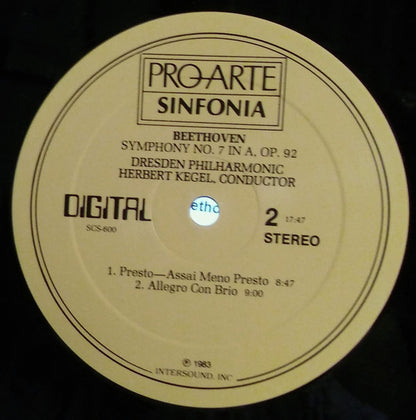 PRO-ARTE
SINFONIA
BEETHOVEN
SYMPHONY NO. 7 IN A, OP. 92
DRESDEN PHILHARMONIC
HERBERT KEGEL, CONDUCTOR
DIGITAL
etho
2 17:47
SCS-600
STEREO
1. Presto—Assai Meno Presto 8:47
2. Allegro Con Brio 9:00
℗ 1983
INTERSOUND, INC